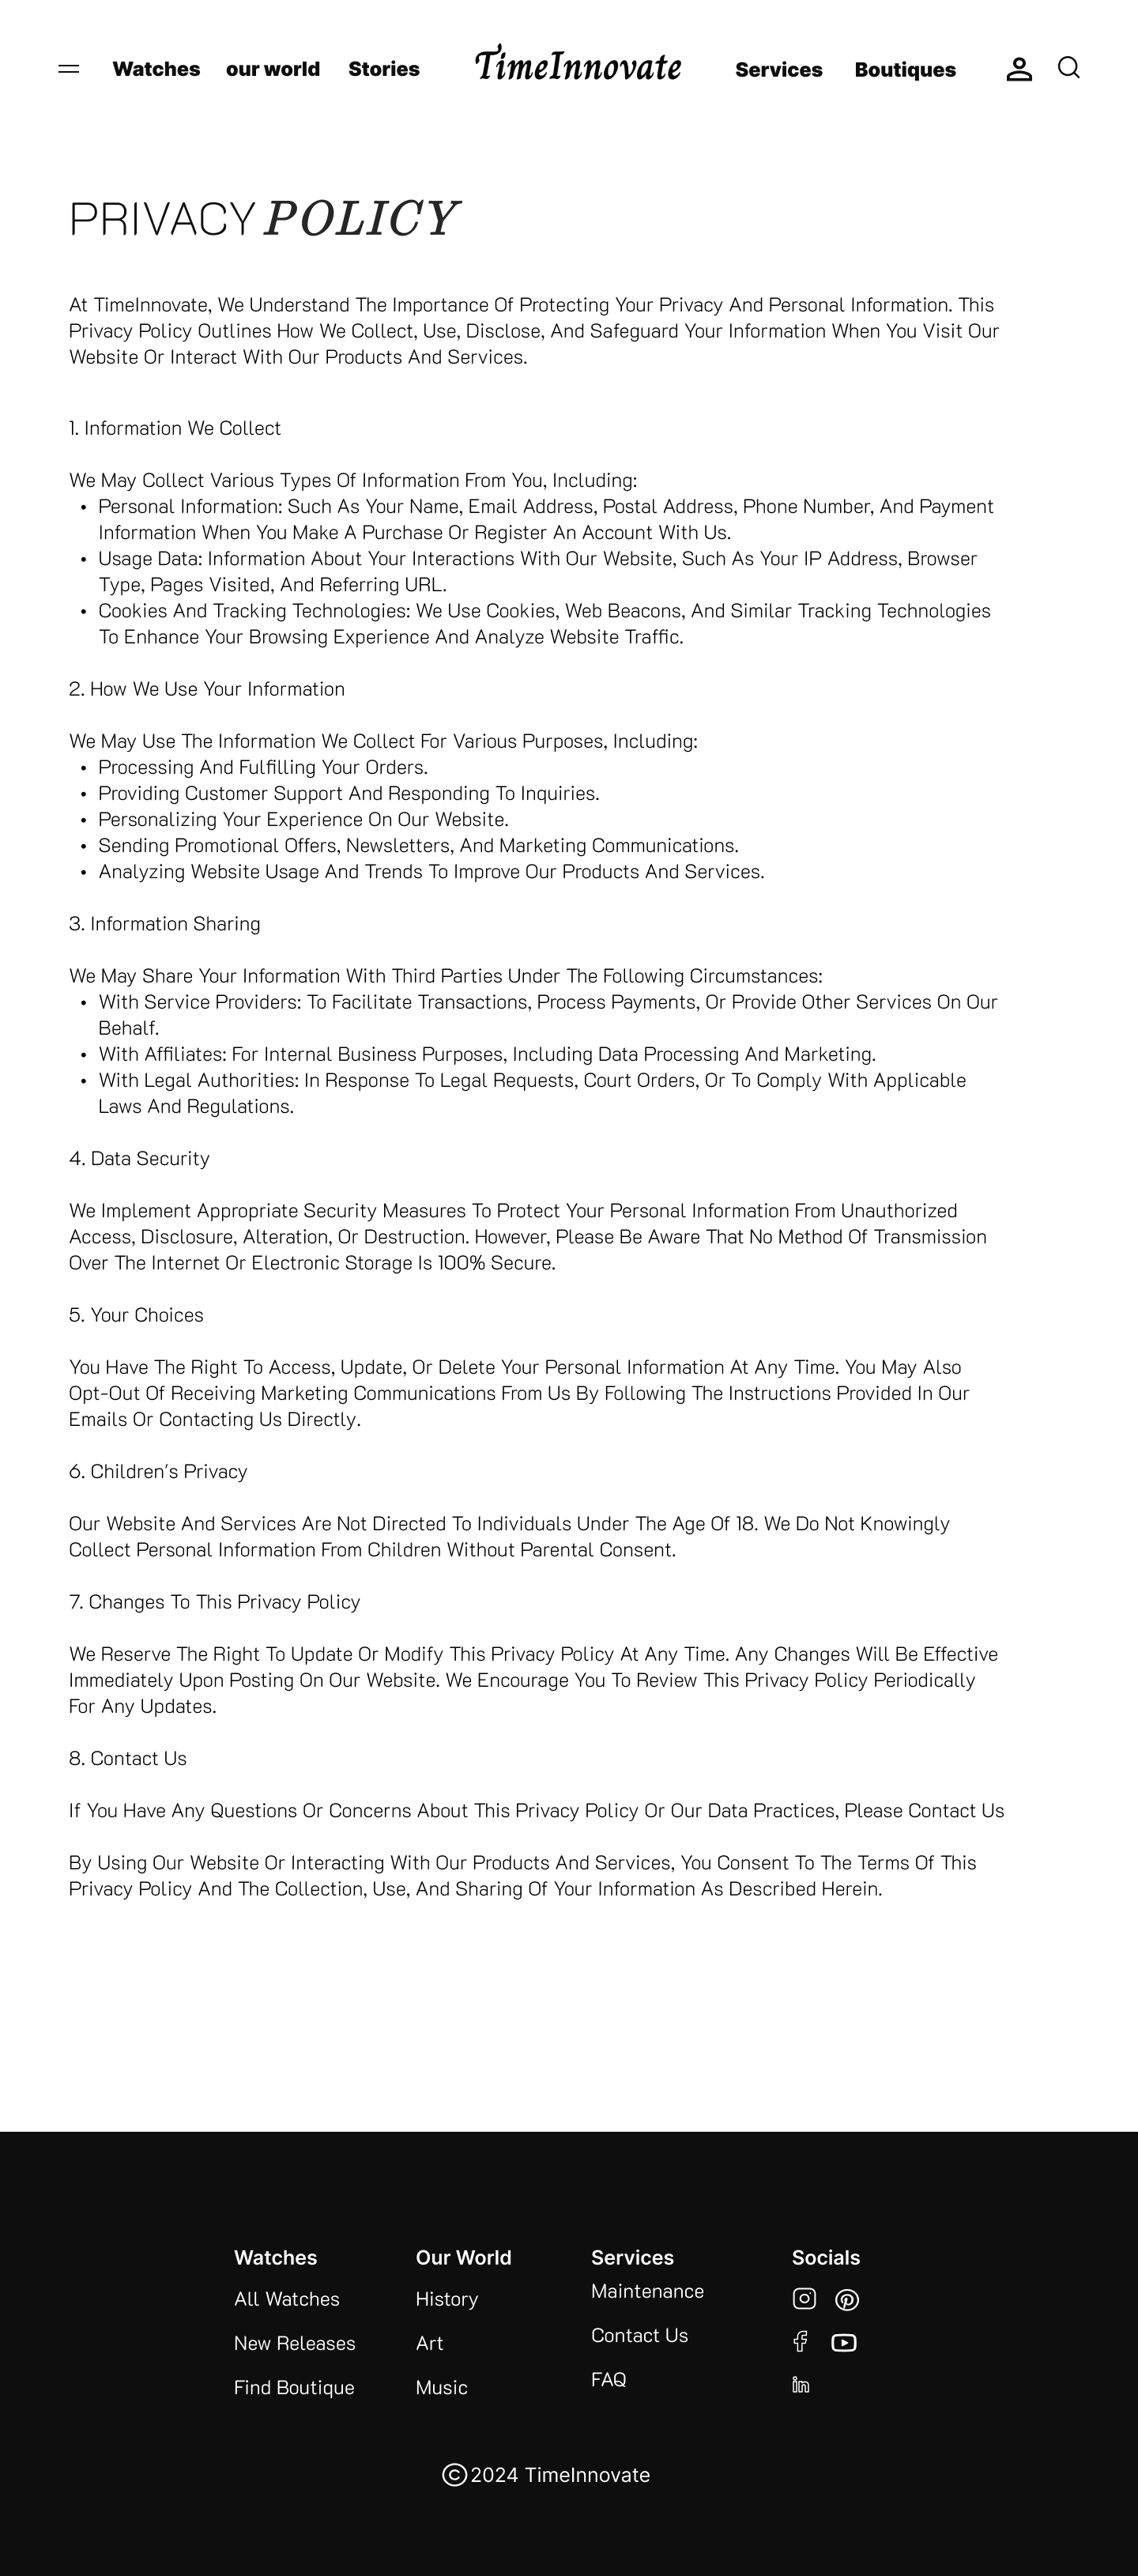 Watches our world Stories TimeInnovate Services Boutiques
PRIVACY POLICY
At TimeInnovate, We Understand The Importance Of Protecting Your Privacy And Personal Information. This
Privacy Policy Outlines How We Collect, Use, Disclose, And Safeguard Your Information When You Visit Our
Website Or Interact With Our Products And Services.
1. Information We Collect
We May Collect Various Types Of Information From You, Including:
• Personal Information: Such As Your Name, Email Address, Postal Address, Phone Number, And Payment
Information When You Make A Purchase Or Register An Account With Us.
• Usage Data: Information About Your Interactions With Our Website, Such As Your IP Address, Browser
Type, Pages Visited, And Referring URL.
• Cookies And Tracking Technologies: We Use Cookies, Web Beacons, And Similar Tracking Technologies
To Enhance Your Browsing Experience And Analyze Website Traffic.
2. How We Use Your Information
We May Use The Information We Collect For Various Purposes, Including:
• Processing And Fulfilling Your Orders.
• Providing Customer Support And Responding To Inquiries.
• Personalizing Your Experience On Our Website.
• Sending Promotional Offers, Newsletters, And Marketing Communications.
• Analyzing Website Usage And Trends To Improve Our Products And Services.
3. Information Sharing
We May Share Your Information With Third Parties Under The Following Circumstances:
• With Service Providers: To Facilitate Transactions, Process Payments, Or Provide Other Services On Our
Behalf.
• With Affiliates: For Internal Business Purposes, Including Data Processing And Marketing.
• With Legal Authorities: In Response To Legal Requests, Court Orders, Or To Comply With Applicable
Laws And Regulations.
4. Data Security
We Implement Appropriate Security Measures To Protect Your Personal Information From Unauthorized
Access, Disclosure, Alteration, Or Destruction. However, Please Be Aware That No Method Of Transmission
Over The Internet Or Electronic Storage Is 100% Secure.
5. Your Choices
You Have The Right To Access, Update, Or Delete Your Personal Information At Any Time. You May Also
Opt-Out Of Receiving Marketing Communications From Us By Following The Instructions Provided In Our
Emails Or Contacting Us Directly.
6. Children's Privacy
Our Website And Services Are Not Directed To Individuals Under The Age Of 18. We Do Not Knowingly
Collect Personal Information From Children Without Parental Consent.
7. Changes To This Privacy Policy
We Reserve The Right To Update Or Modify This Privacy Policy At Any Time. Any Changes Will Be Effective
Immediately Upon Posting On Our Website. We Encourage You To Review This Privacy Policy Periodically
For Any Updates.
8. Contact Us
If You Have Any Questions Or Concerns About This Privacy Policy Or Our Data Practices, Please Contact Us
By Using Our Website Or Interacting With Our Products And Services, You Consent To The Terms Of This
Privacy Policy And The Collection, Use, And Sharing Of Your Information As Described Herein.
Watches
All Watches
New Releases
Find Boutique
Our World
History
Art
Music
Services
Maintenance
Contact Us
FAQ
Socials
©2024 TimeInnovate